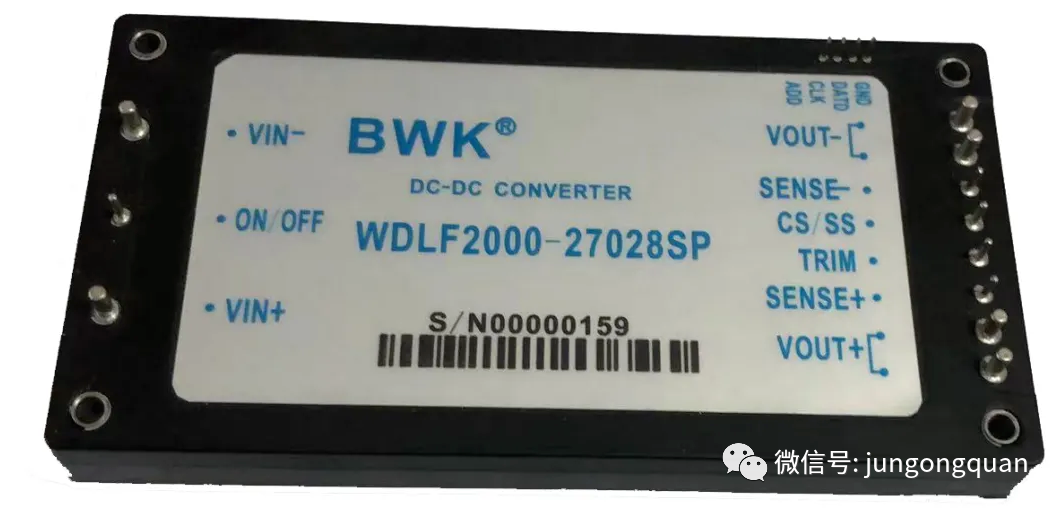 ADD
CLK
DATD
GND
• VIN-
BWK®
VOUT-
DC-DC CONVERTER
SENSE- •
• ON/OFF
WDLF2000-27028SP
CS/SS •
TRIM •
• VIN+
SENSE+ •
S/N00000159
VOUT+
微信号: jungongquan